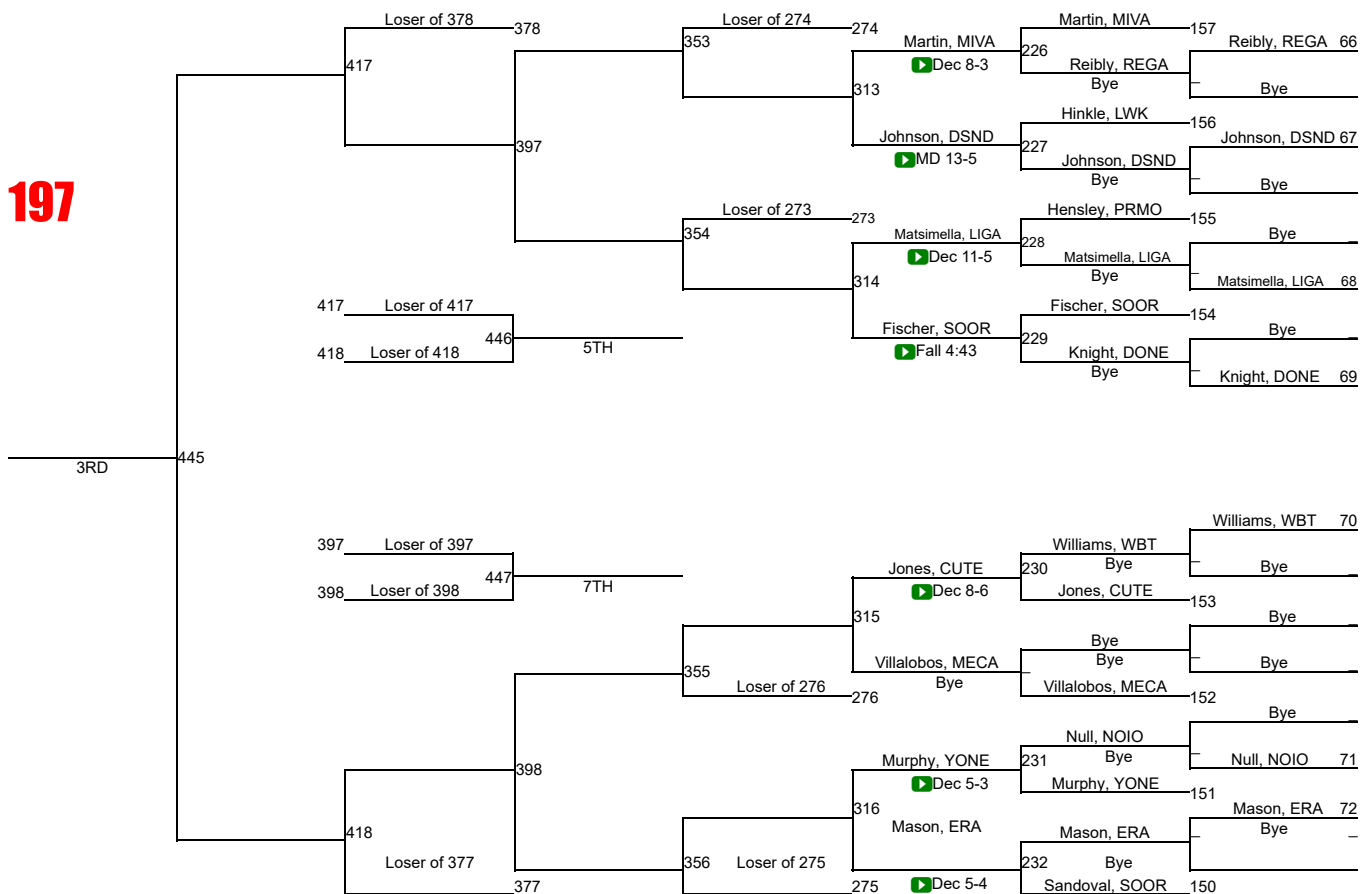 Loser of 378
378
Loser of 274
274
Martin, MIVA
157
353
Martin, MIVA
Reibly, REGA 66
226
417
Dec 8-3
Reibly, REGA
Bye
_
Bye
313
Hinkle, LWK
156
Johnson, DSND
Johnson, DSND 67
397
227
MD 13-5
Johnson, DSND
Bye
_
Bye
197
Loser of 273
273
Hensley, PRMO
155
354
Matsimella, LIGA
Bye _
228
Dec 11-5
Matsimella, LIGA
Bye
_
314
Matsimella, LIGA 68
417 Loser of 417
Fischer, SOOR
154
Fischer, SOOR
Bye _
446
5TH
229
418 Loser of 418
Fall 4:43
Knight, DONE
Bye
_
Knight, DONE 69
445
3RD
Williams, WBT 70
397 Loser of 397
Williams, WBT
447
7TH
Jones, CUTE
230
Bye
_
Bye _
398 Loser of 398
Dec 8-6
Jones, CUTE
153
315
Bye _
Bye
355
Villalobos, MECA
Bye
_
Bye
Bye _
Loser of 276
276
Villalobos, MECA
152
Bye _
Null, NOIO
398
Murphy, YONE
231
Bye
_
Null, NOIO 71
Dec 5-3
Murphy, YONE
151
316
Mason, ERA 72
418
Mason, ERA
Mason, ERA
Bye
_
_
Loser of 377
356
Loser of 275
232
Bye
377
275
Dec 5-4
Sandoval, SOOR
150